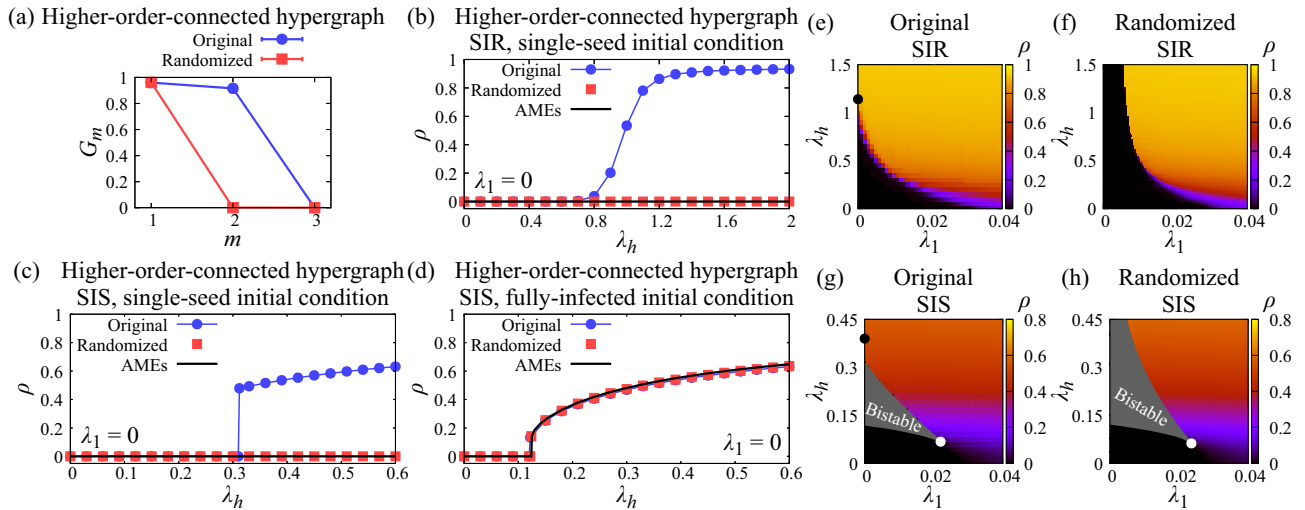 (a) Higher-order-connected hypergraph
Original
Randomized
1
0.8
0.6
0.4
0.2
0
G_m
1
2
3
m
(b) Higher-order-connected hypergraph
SIR, single-seed initial condition
Original
Randomized
AMEs
1
0.8
0.6
0.4
0.2
0
ρ
λ_1 = 0
0
0.4
0.8
1.2
1.6
2
λ_h
(c) Higher-order-connected hypergraph
SIS, single-seed initial condition
Original
Randomized
AMEs
1
0.8
0.6
0.4
0.2
0
ρ
λ_1 = 0
0
0.1
0.2
0.3
0.4
0.5
0.6
λ_h
(d) Higher-order-connected hypergraph
SIS, fully-infected initial condition
Original
Randomized
AMEs
1
0.8
0.6
0.4
0.2
0
ρ
λ_1 = 0
0
0.1
0.2
0.3
0.4
0.5
0.6
λ_h
(e) Original
SIR
ρ
1.5
1
0.5
0
λ_h
0
0.02
0.04
λ_1
1
0.8
0.6
0.4
0.2
0
(f) Randomized
SIR
ρ
1.5
1
0.5
0
λ_h
0
0.02
0.04
λ_1
1
0.8
0.6
0.4
0.2
0
(g) Original
SIS
ρ
0.45
0.3
0.15
0
λ_h
Bistable
0
0.02
0.04
λ_1
0.8
0.6
0.4
0.2
0
(h) Randomized
SIS
ρ
0.45
0.3
0.15
0
λ_h
Bistable
0
0.02
0.04
λ_1
0.8
0.6
0.4
0.2
0